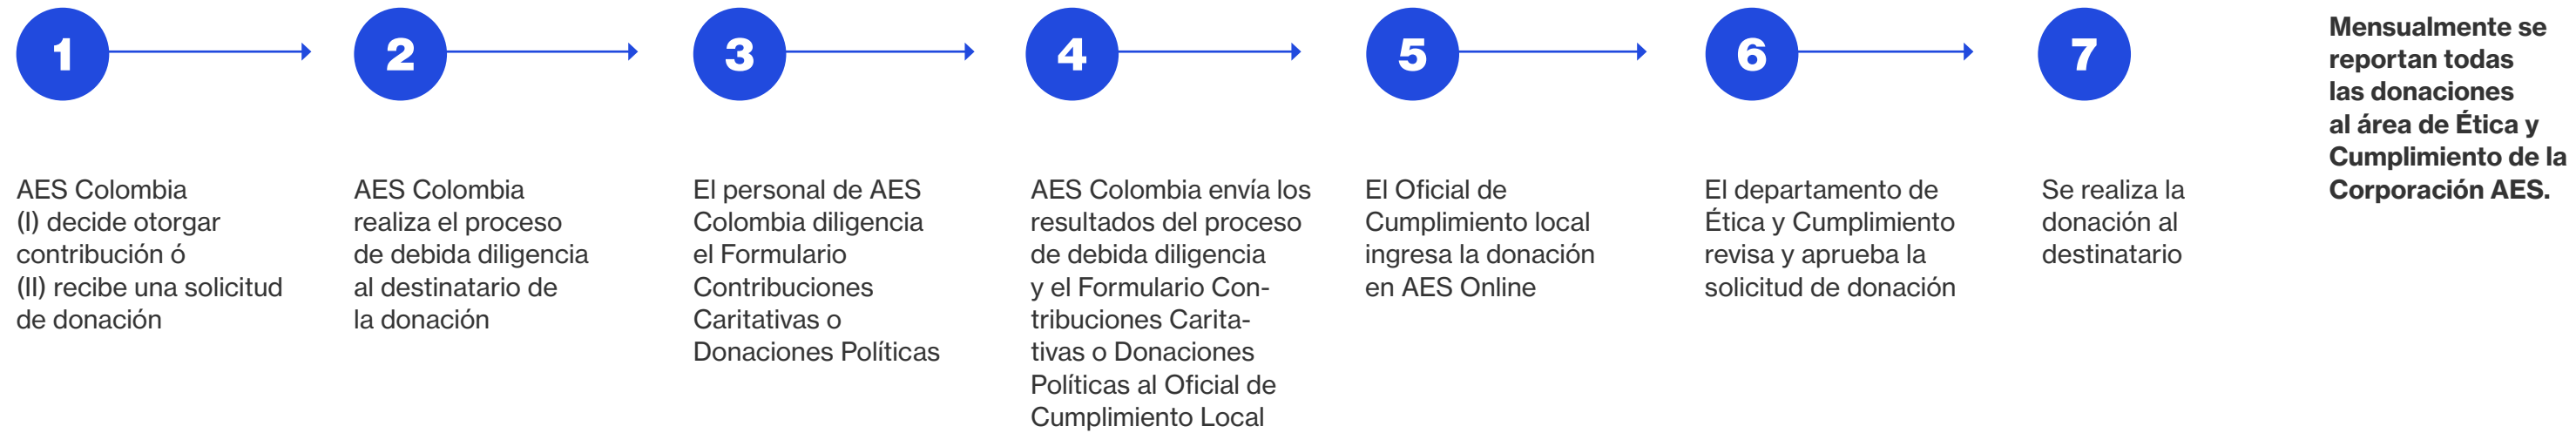 1
AES Colombia
(I) decide otorgar
contribución ó
(II) recibe una solicitud
de donación
2
AES Colombia
realiza el proceso
de debida diligencia
al destinatario de
la donación
3
El personal de AES
Colombia diligencia
el Formulario
Contribuciones
Caritativas o
Donaciones Políticas
4
AES Colombia envía los
resultados del proceso
de debida diligencia
y el Formulario Con-
tribuciones Carita-
tivas o Donaciones
Políticas al Oficial de
Cumplimiento Local
5
El Oficial de
Cumplimiento local
ingresa la donación
en AES Online
6
El departamento de
Ética y Cumplimiento
revisa y aprueba la
solicitud de donación
7
Se realiza la
donación al
destinatario
Mensualmente se
reportan todas
las donaciones
al área de Ética y
Cumplimiento de la
Corporación AES.